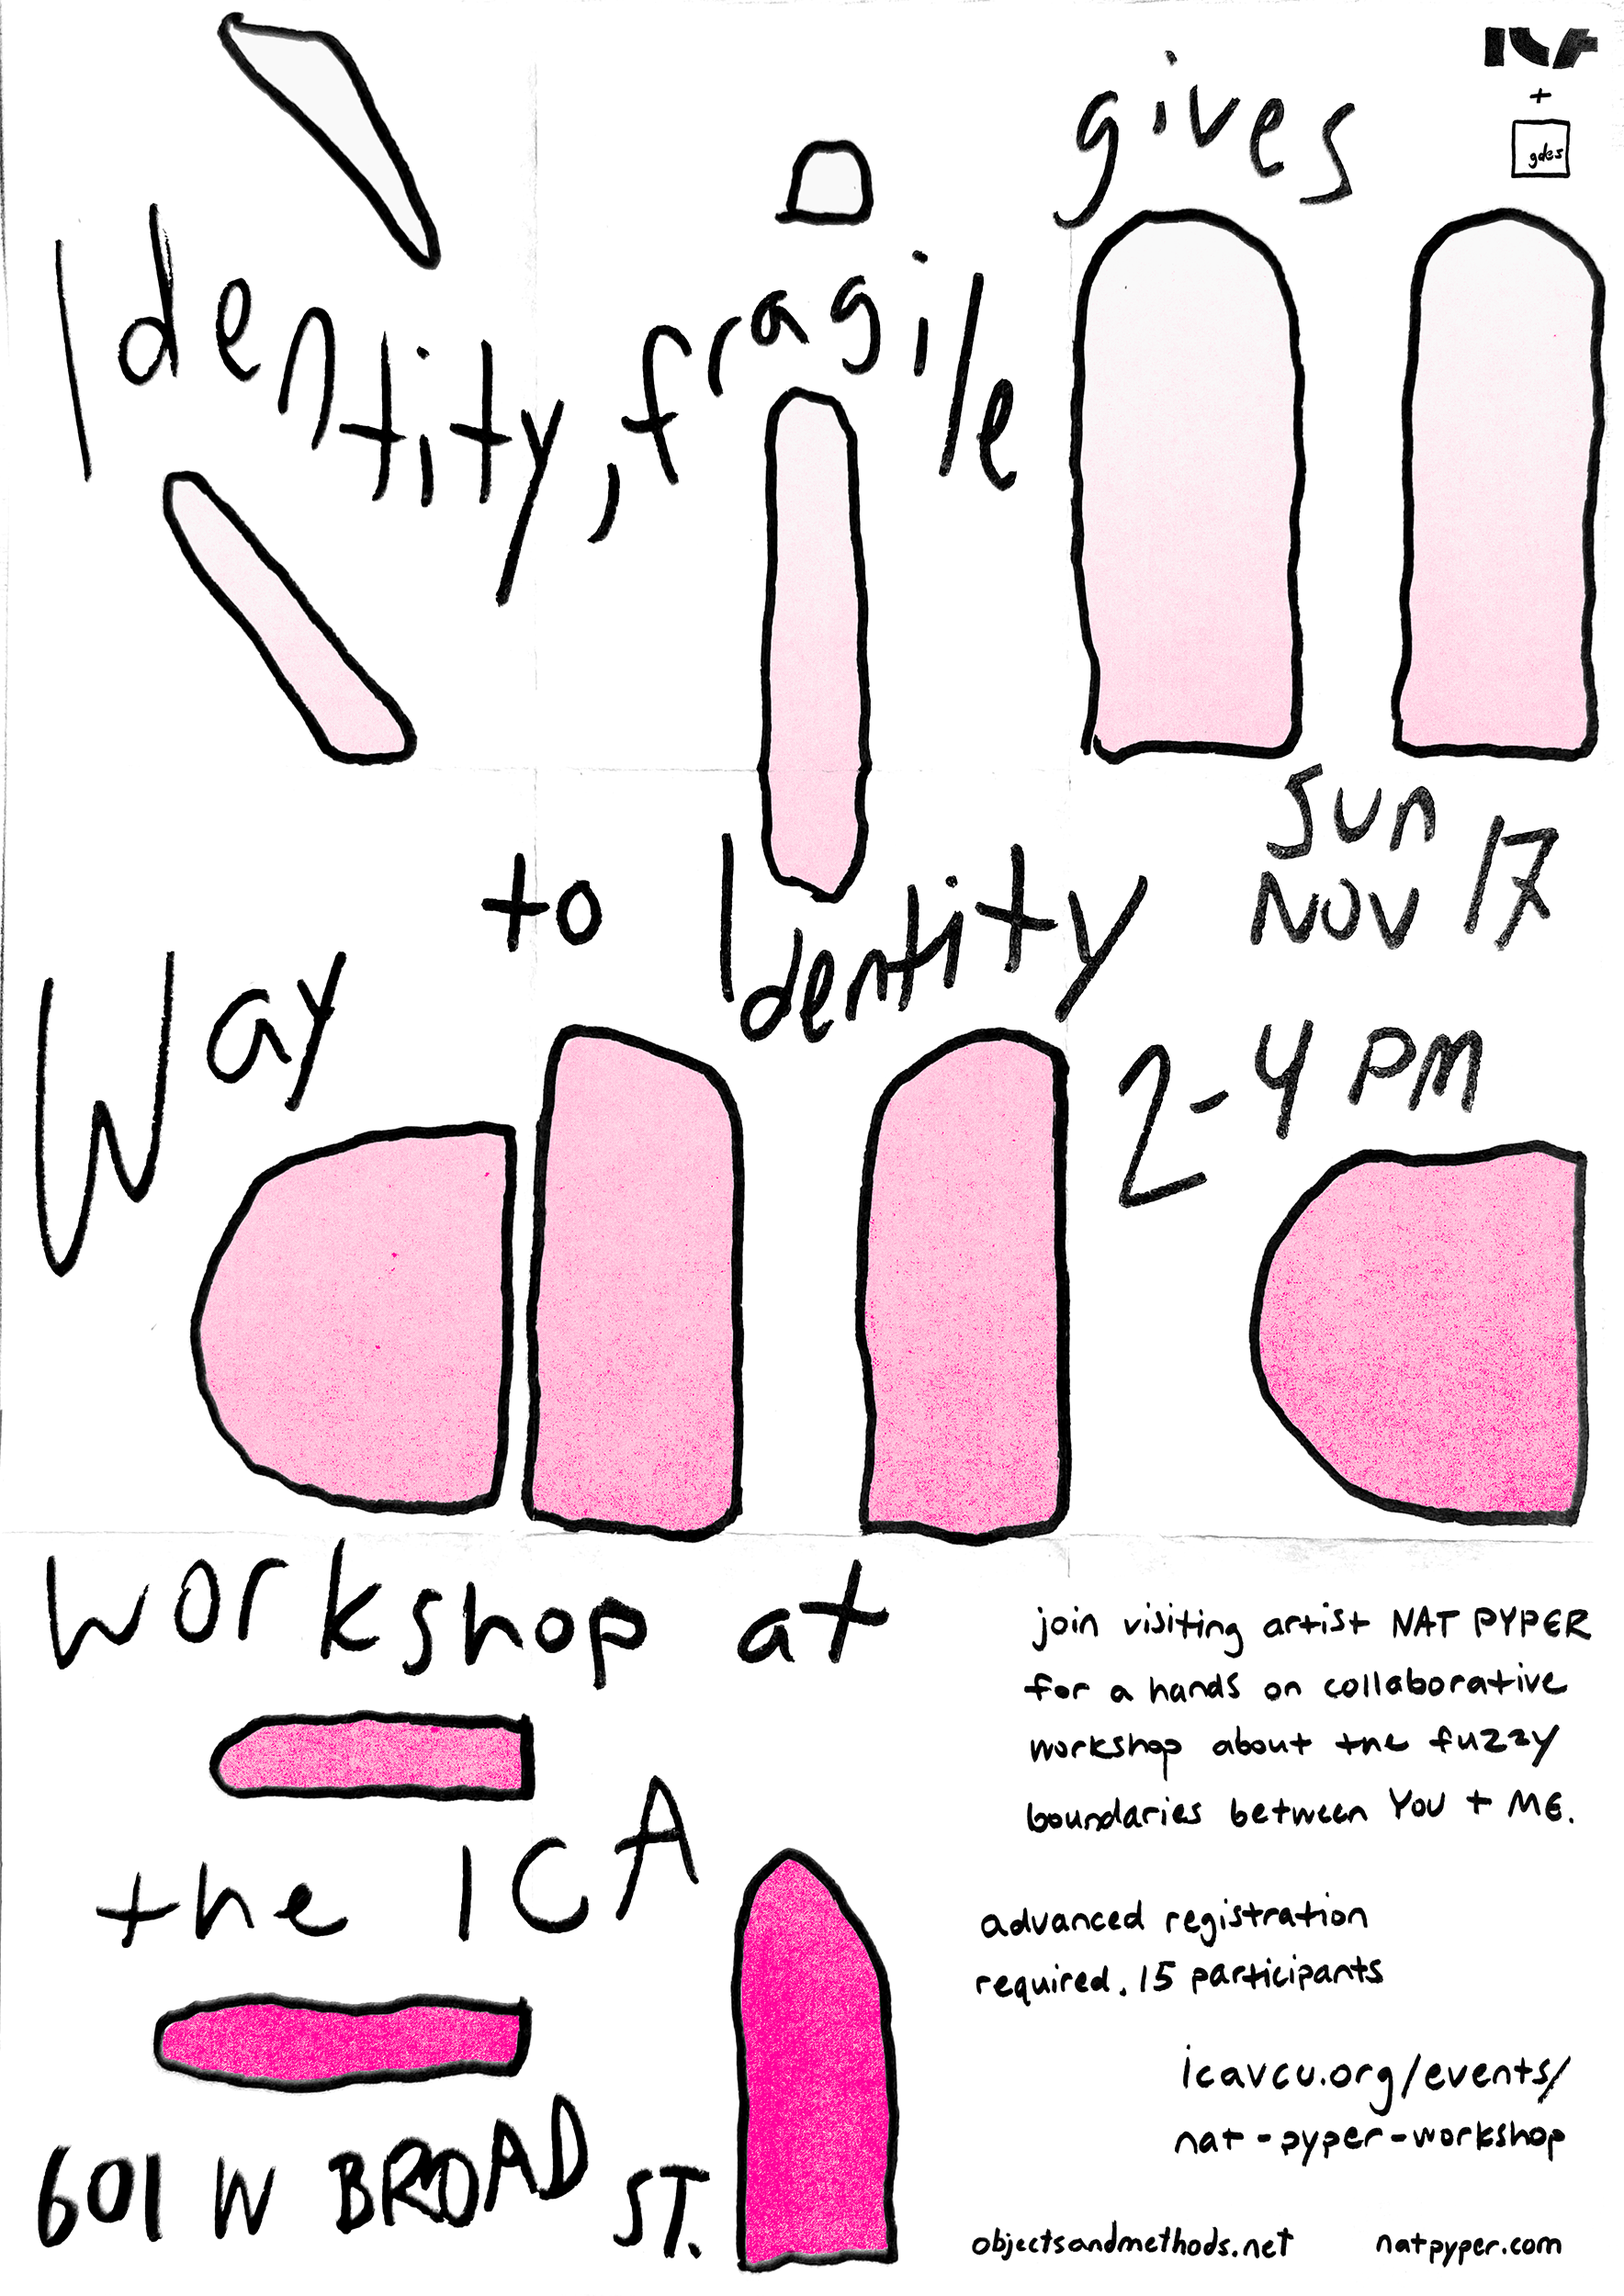 ICA
+
gdes
gives
Identity, fragile
Way to Identity
SUN
NOV 17
2-4 PM
workshop at
the ICA
601 W BROAD ST.
join visiting artist NAT PYPER
for a hands on collaborative
workshop about the fuzzy
boundaries between YOU + ME.
advanced registration
required. 15 participants
icavcu.org/events/
nat-pyper-workshop
objectsandmethods.net
natpyper.com